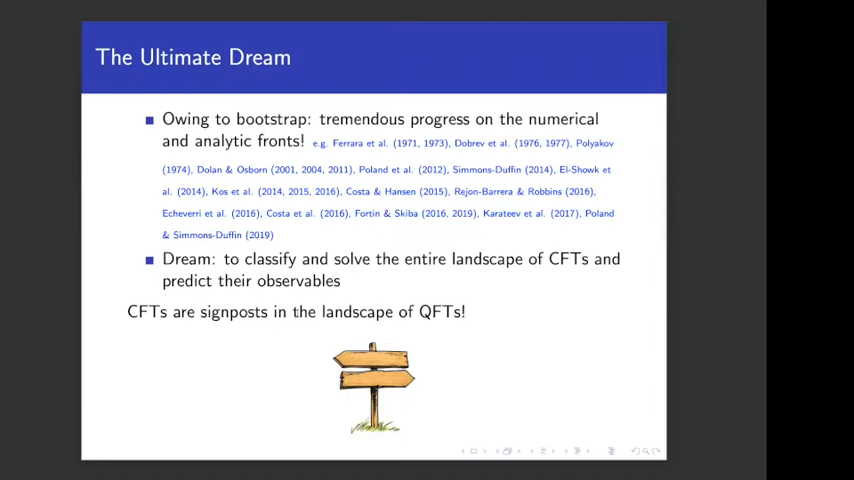 The Ultimate Dream
Owing to bootstrap: tremendous progress on the numerical
and analytic fronts! e.g. Ferrara et al. (1971, 1973), Dobrev et al. (1976, 1977), Polyakov
(1974), Dolan & Osborn (2001, 2004, 2011), Poland et al. (2012), Simmons-Duffin (2014), El-Showk et
al. (2014), Kos et al. (2014, 2015, 2016), Costa & Hansen (2015), Rejon-Barrera & Robbins (2016),
Echeverri et al. (2016), Costa et al. (2016), Fortin & Skiba (2016, 2019), Karateev et al. (2017), Poland
& Simmons-Duffin (2019)
Dream: to classify and solve the entire landscape of CFTs and
predict their observables
CFTs are signposts in the landscape of QFTs!